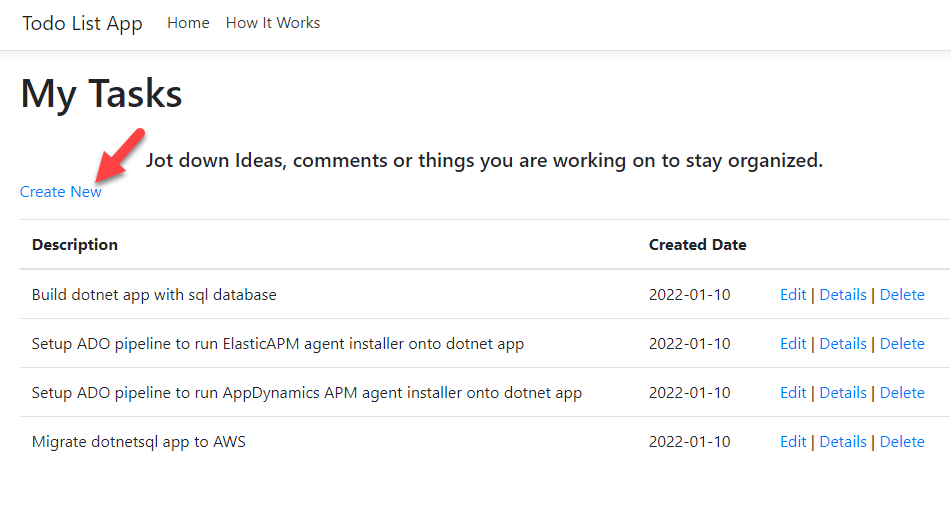 Todo List App Home How It Works
My Tasks
Jot down Ideas, comments or things you are working on to stay organized.
Create New
Description Created Date
Build dotnet app with sql database 2022-01-10 Edit | Details | Delete
Setup ADO pipeline to run ElasticAPM agent installer onto dotnet app 2022-01-10 Edit | Details | Delete
Setup ADO pipeline to run AppDynamics APM agent installer onto dotnet app 2022-01-10 Edit | Details | Delete
Migrate dotnetsql app to AWS 2022-01-10 Edit | Details | Delete